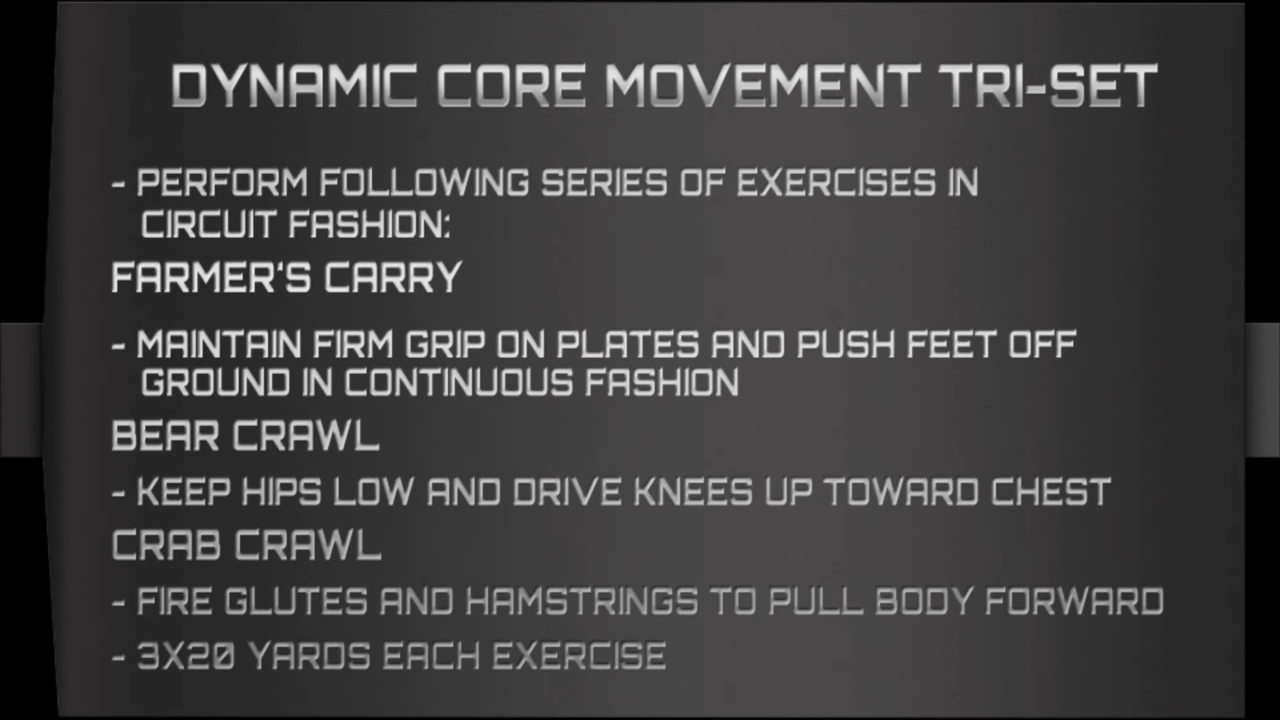 DYNAMIC CORE MOVEMENT TRI-SET
- PERFORM FOLLOWING SERIES OF EXERCISES IN
CIRCUIT FASHION:
FARMER'S CARRY
- MAINTAIN FIRM GRIP ON PLATES AND PUSH FEET OFF
GROUND IN CONTINUOUS FASHION
BEAR CRAWL
- KEEP HIPS LOW AND DRIVE KNEES UP TOWARD CHEST
CRAB CRAWL
- FIRE GLUTES AND HAMSTRINGS TO PULL BODY FORWARD
- 3X20 YARDS EACH EXERCISE